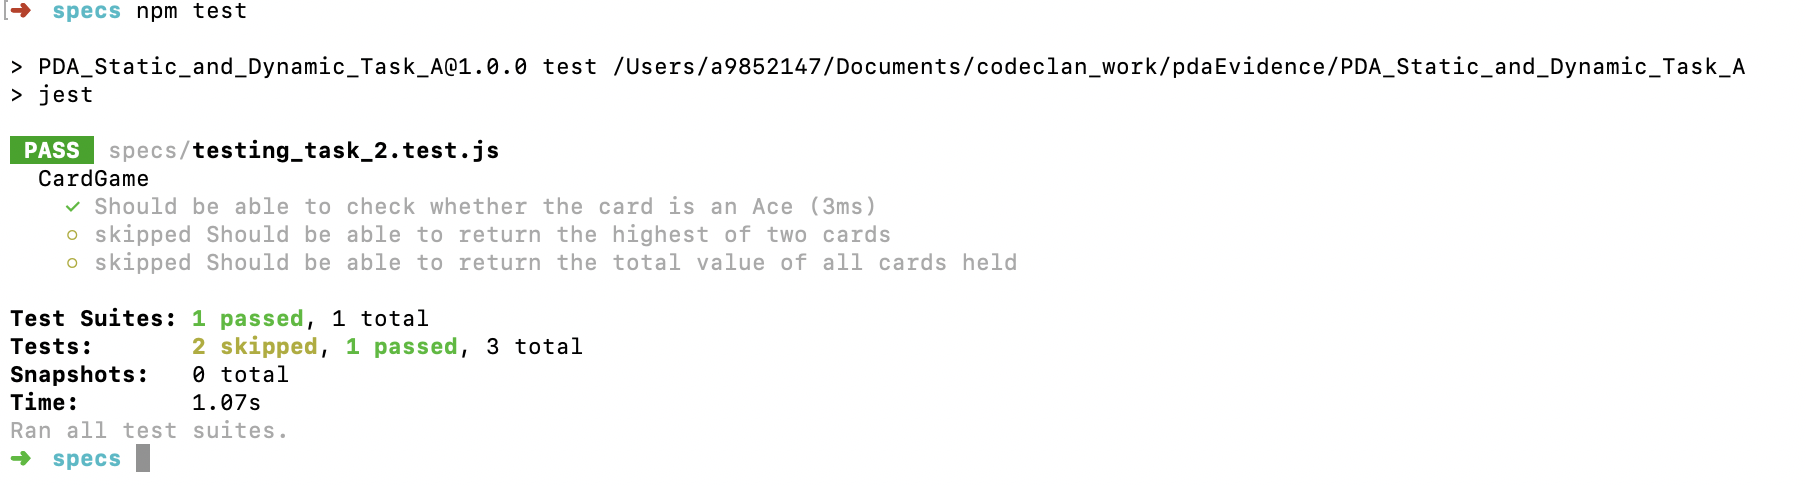 ➜ specs npm test
> PDA_Static_and_Dynamic_Task_A@1.0.0 test /Users/a9852147/Documents/codeclan_work/pdaEvidence/PDA_Static_and_Dynamic_Task_A
> jest
PASS specs/testing_task_2.test.js
CardGame
✓ Should be able to check whether the card is an Ace (3ms)
○ skipped Should be able to return the highest of two cards
○ skipped Should be able to return the total value of all cards held
Test Suites: 1 passed, 1 total
Tests: 2 skipped, 1 passed, 3 total
Snapshots: 0 total
Time: 1.07s
Ran all test suites.
➜ specs